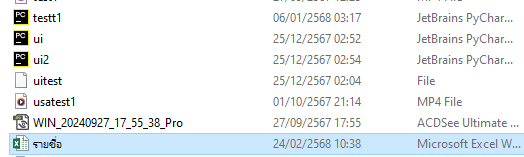 testt1 06/01/2568 03:17 JetBrains PyChar...
ui 25/12/2567 02:52 JetBrains PyChar...
ui2 25/12/2567 02:54 JetBrains PyChar...
uitest 25/12/2567 02:04 File
usatest1 01/10/2567 21:14 MP4 File
WIN_20240927_17_55_38_Pro 27/09/2567 17:55 ACDSee Ultimate ...
รายชื่อ 24/02/2568 10:38 Microsoft Excel W...